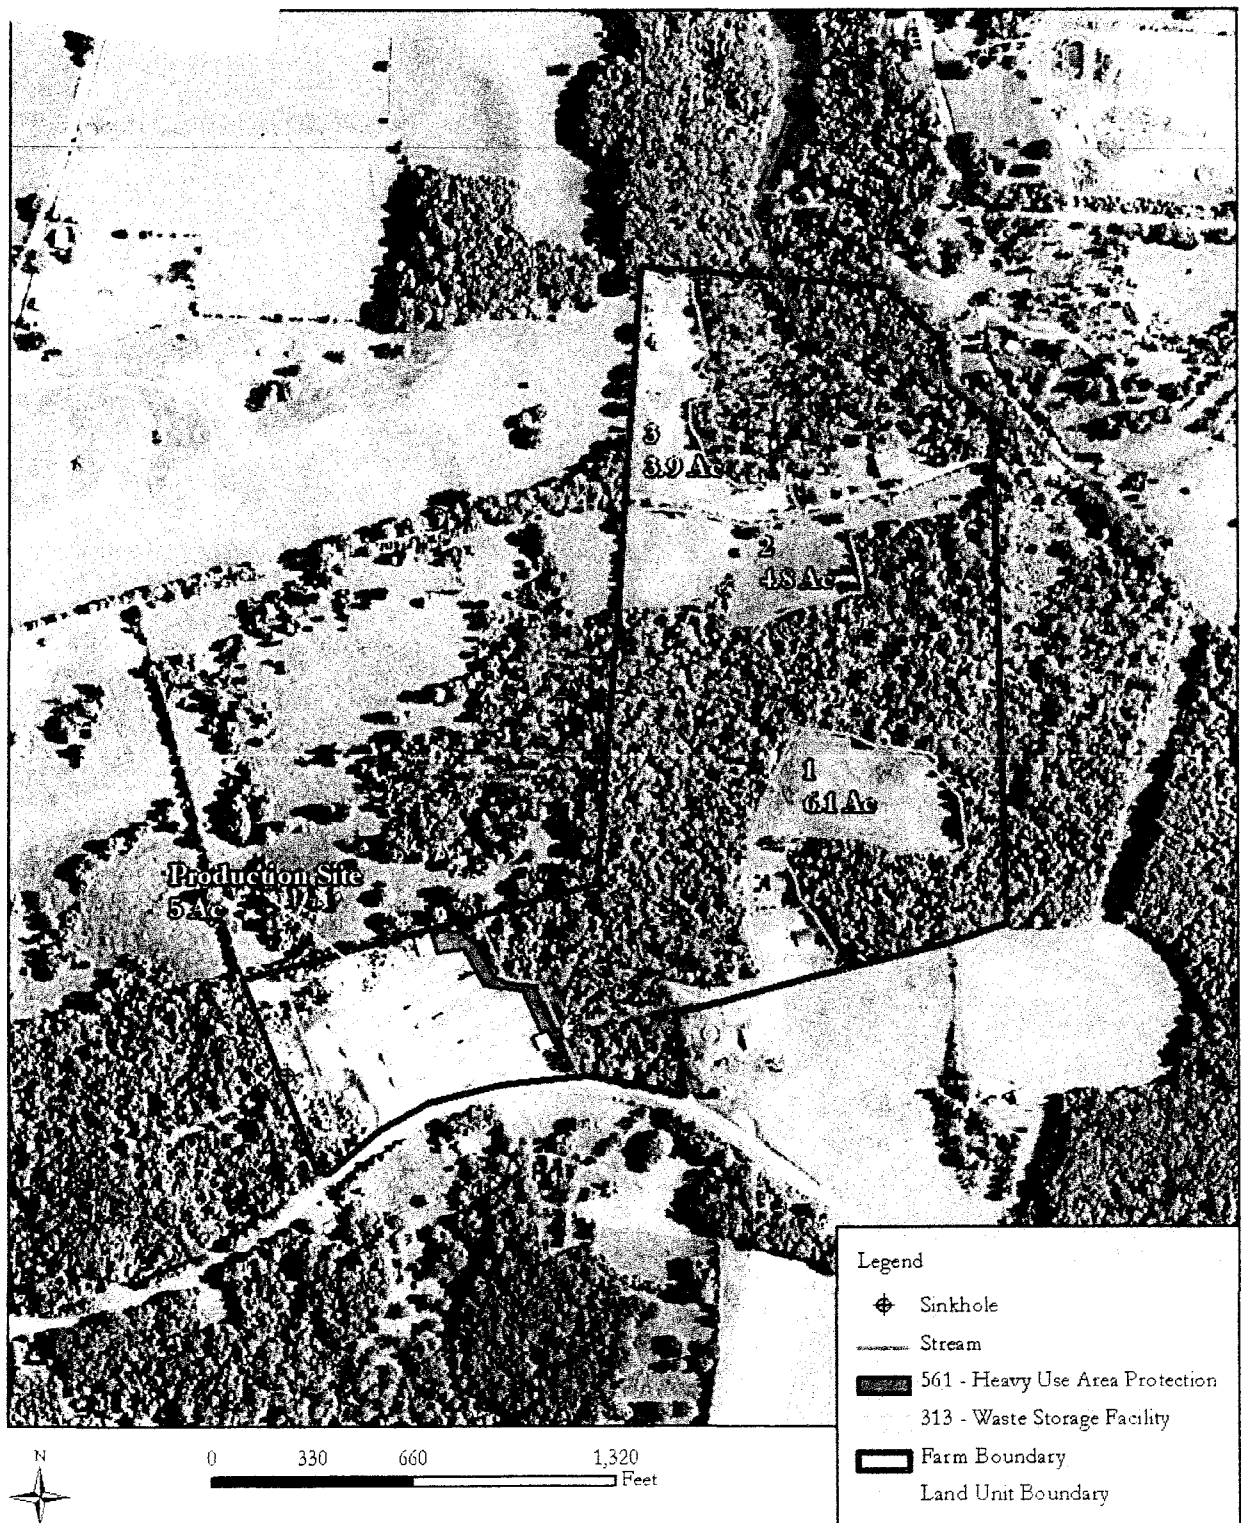 3
3.9 Ac
2
4.8 Ac
1
6.1 Ac
Production Site
5 Ac
Legend
Sinkhole
Stream
561 - Heavy Use Area Protection
313 - Waste Storage Facility
Farm Boundary
Land Unit Boundary
N
0 330 660 1,320
Feet